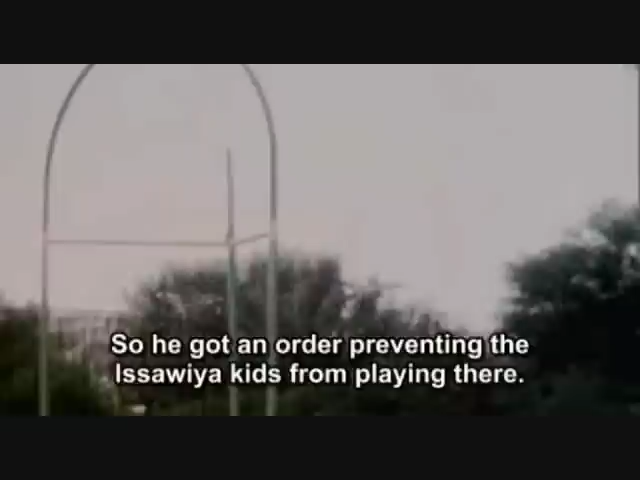 So he got an order preventing the
Issawiya kids from playing there.